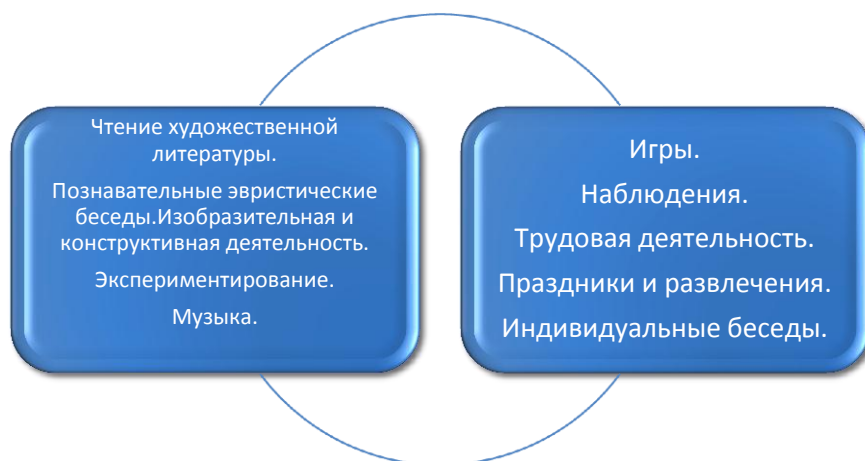 Чтение художественной
литературы.
Познавательные эвристические
беседы.Изобразительная и
конструктивная деятельность.
Экспериментирование.
Музыка.
Игры.
Наблюдения.
Трудовая деятельность.
Праздники и развлечения.
Индивидуальные беседы.